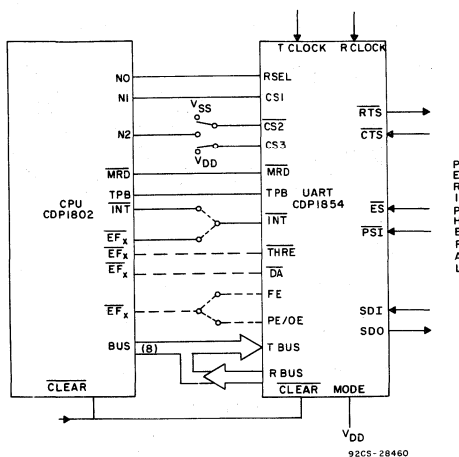 T CLOCK R CLOCK
N0 RSEL
N1 CS1
VSS
CS2
N2
CS3
VDD
MRD MRD
TPB TPB
INT INT
EFx
EFx THRE
EFx DA
FE
EFx
PE/OE
BUS (8) T BUS
R BUS
CLEAR CLEAR MODE
CPU
CDP1802
UART
CDP1854
RTS
CTS
ES
PSI
SDI
SDO
PERIPHERAL
VDD
92CS-28460